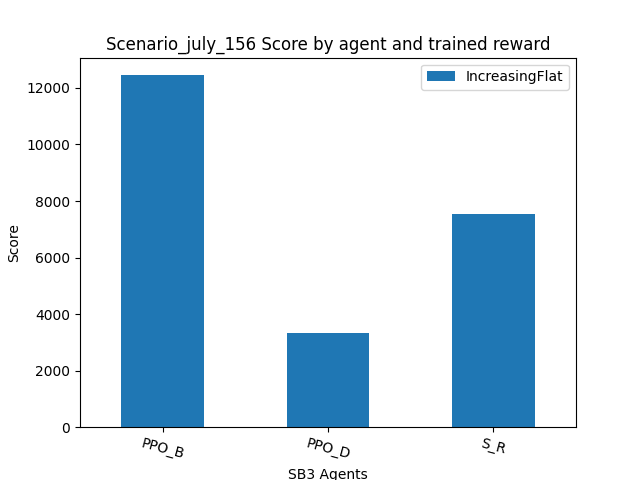 Scenario_july_156 Score by agent and trained reward
IncreasingFlat
12000
10000
8000
6000
4000
2000
0
Score
PPO_B
PPO_D
S_R
SB3 Agents